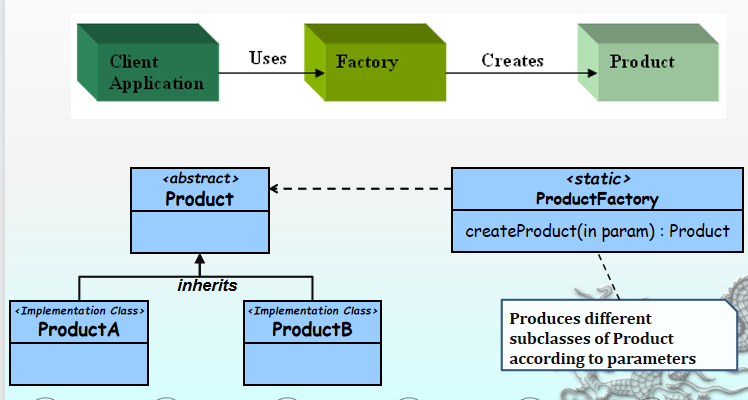 Client
Application
Uses
Factory
Creates
Product
<abstract>
Product
<static>
ProductFactory
createProduct(in param) : Product
inherits
<Implementation Class>
ProductA
<Implementation Class>
ProductB
Produces different
subclasses of Product
according to parameters